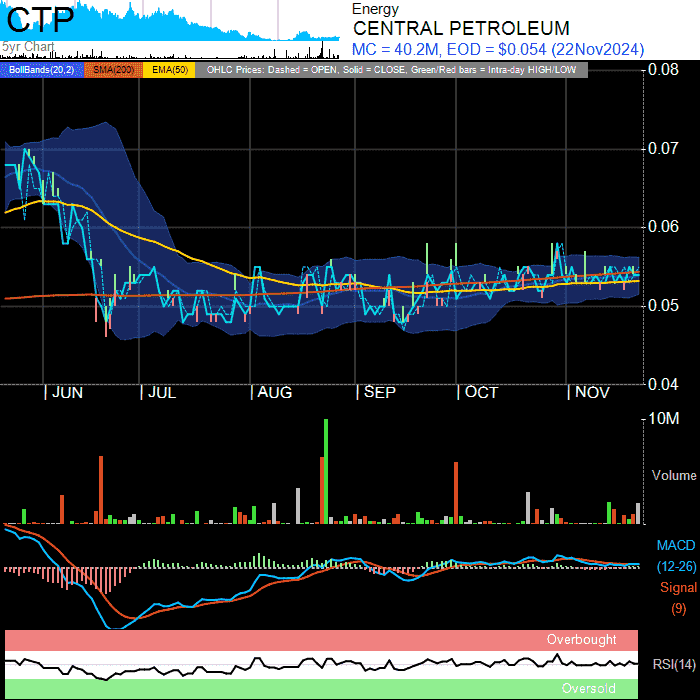 CTP
5yr Chart
Energy
CENTRAL PETROLEUM
MC = 40.2M, EOD = $0.054 (22Nov2024)
BollBands(20,2) SMA(200) EMA(50) OHLC Prices: Dashed = OPEN, Solid = CLOSE, Green/Red bars = Intra-day HIGH/LOW
0.08
0.07
0.06
0.05
0.04
JUN JUL AUG SEP OCT NOV
10M
Volume
MACD
(12-26)
Signal
(9)
Overbought
RSI(14)
Oversold